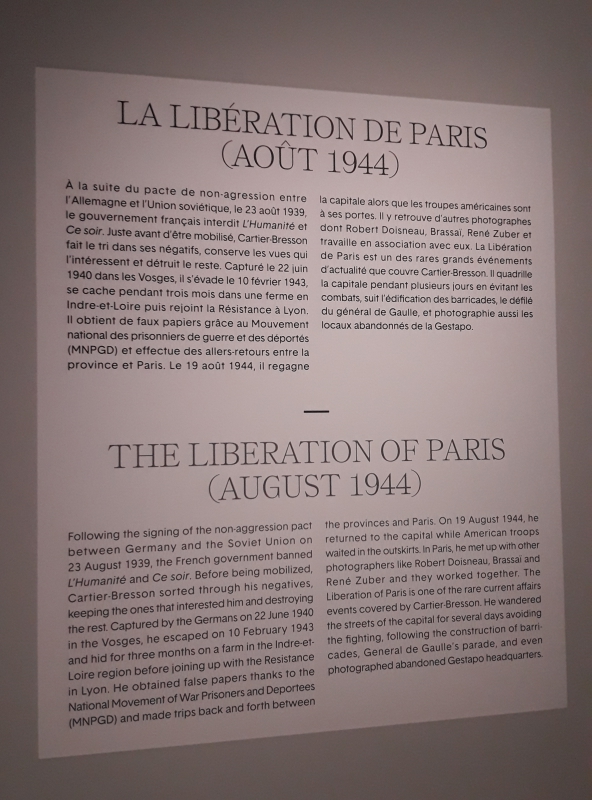 LA LIBÉRATION DE PARIS
(AOÛT 1944)
À la suite du pacte de non-agression entre
l'Allemagne et l'Union soviétique, le 23 août 1939,
le gouvernement français interdit L'Humanité et
Ce soir. Juste avant d'être mobilisé, Cartier-Bresson
fait le tri dans ses négatifs, conserve les vues qui
l'intéressent et détruit le reste. Capturé le 22 juin
1940 dans les Vosges, il s'évade le 10 février 1943,
se cache pendant trois mois dans une ferme en
Indre-et-Loire puis rejoint la Résistance à Lyon.
Il obtient de faux papiers grâce au Mouvement
national des prisonniers de guerre et des déportés
(MNPGD) et effectue des allers-retours entre la
province et Paris. Le 19 août 1944, il regagne
la capitale alors que les troupes américaines sont
à ses portes. Il y retrouve d'autres photographes
dont Robert Doisneau, Brassaï, René Zuber et
travaille en association avec eux. La Libération
de Paris est un des rares grands événements
d'actualité que couvre Cartier-Bresson. Il quadrille
la capitale pendant plusieurs jours en évitant les
combats, suit l'édification des barricades, le défilé
du général de Gaulle, et photographie aussi les
locaux abandonnés de la Gestapo.
—
THE LIBERATION OF PARIS
(AUGUST 1944)
Following the signing of the non-aggression pact
between Germany and the Soviet Union on
23 August 1939, the French government banned
L'Humanité and Ce soir. Before being mobilized,
Cartier-Bresson sorted through his negatives,
keeping the ones that interested him and destroying
the rest. Captured by the Germans on 22 June 1940
in the Vosges, he escaped on 10 February 1943
and hid for three months on a farm in the Indre-et-
Loire region before joining up with the Resistance
in Lyon. He obtained false papers thanks to the
National Movement of War Prisoners and Deportees
(MNPGD) and made trips back and forth between
the provinces and Paris. On 19 August 1944, he
returned to the capital while American troops
waited in the outskirts. In Paris, he met up with other
photographers like Robert Doisneau, Brassai and
René Zuber and they worked together. The
Liberation of Paris is one of the rare current affairs
events covered by Cartier-Bresson. He wandered
the streets of the capital for several days avoiding
the fighting, following the construction of barri-
cades, General de Gaulle's parade, and even
photographed abandoned Gestapo headquarters.